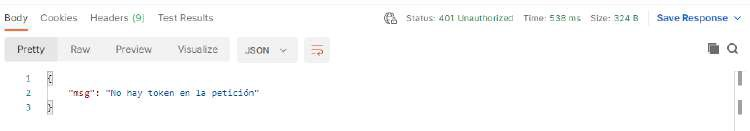 Body Cookies Headers (9) Test Results Status: 401 Unauthorized Time: 538 ms Size: 324 B Save Response
Pretty Raw Preview Visualize JSON
1 {
2 "msg": "No hay token en la petición"
3 }